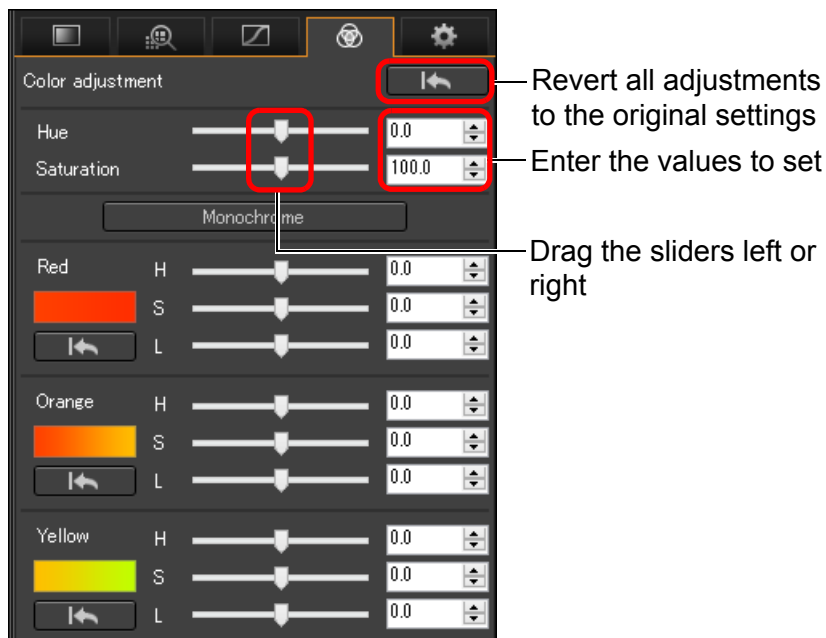 Color adjustment
Revert all adjustments
to the original settings
Hue 0.0
Enter the values to set
Saturation 100.0
Monochrome
Drag the sliders left or
right
Red H 0.0
S 0.0
L 0.0
Orange H 0.0
S 0.0
L 0.0
Yellow H 0.0
S 0.0
L 0.0